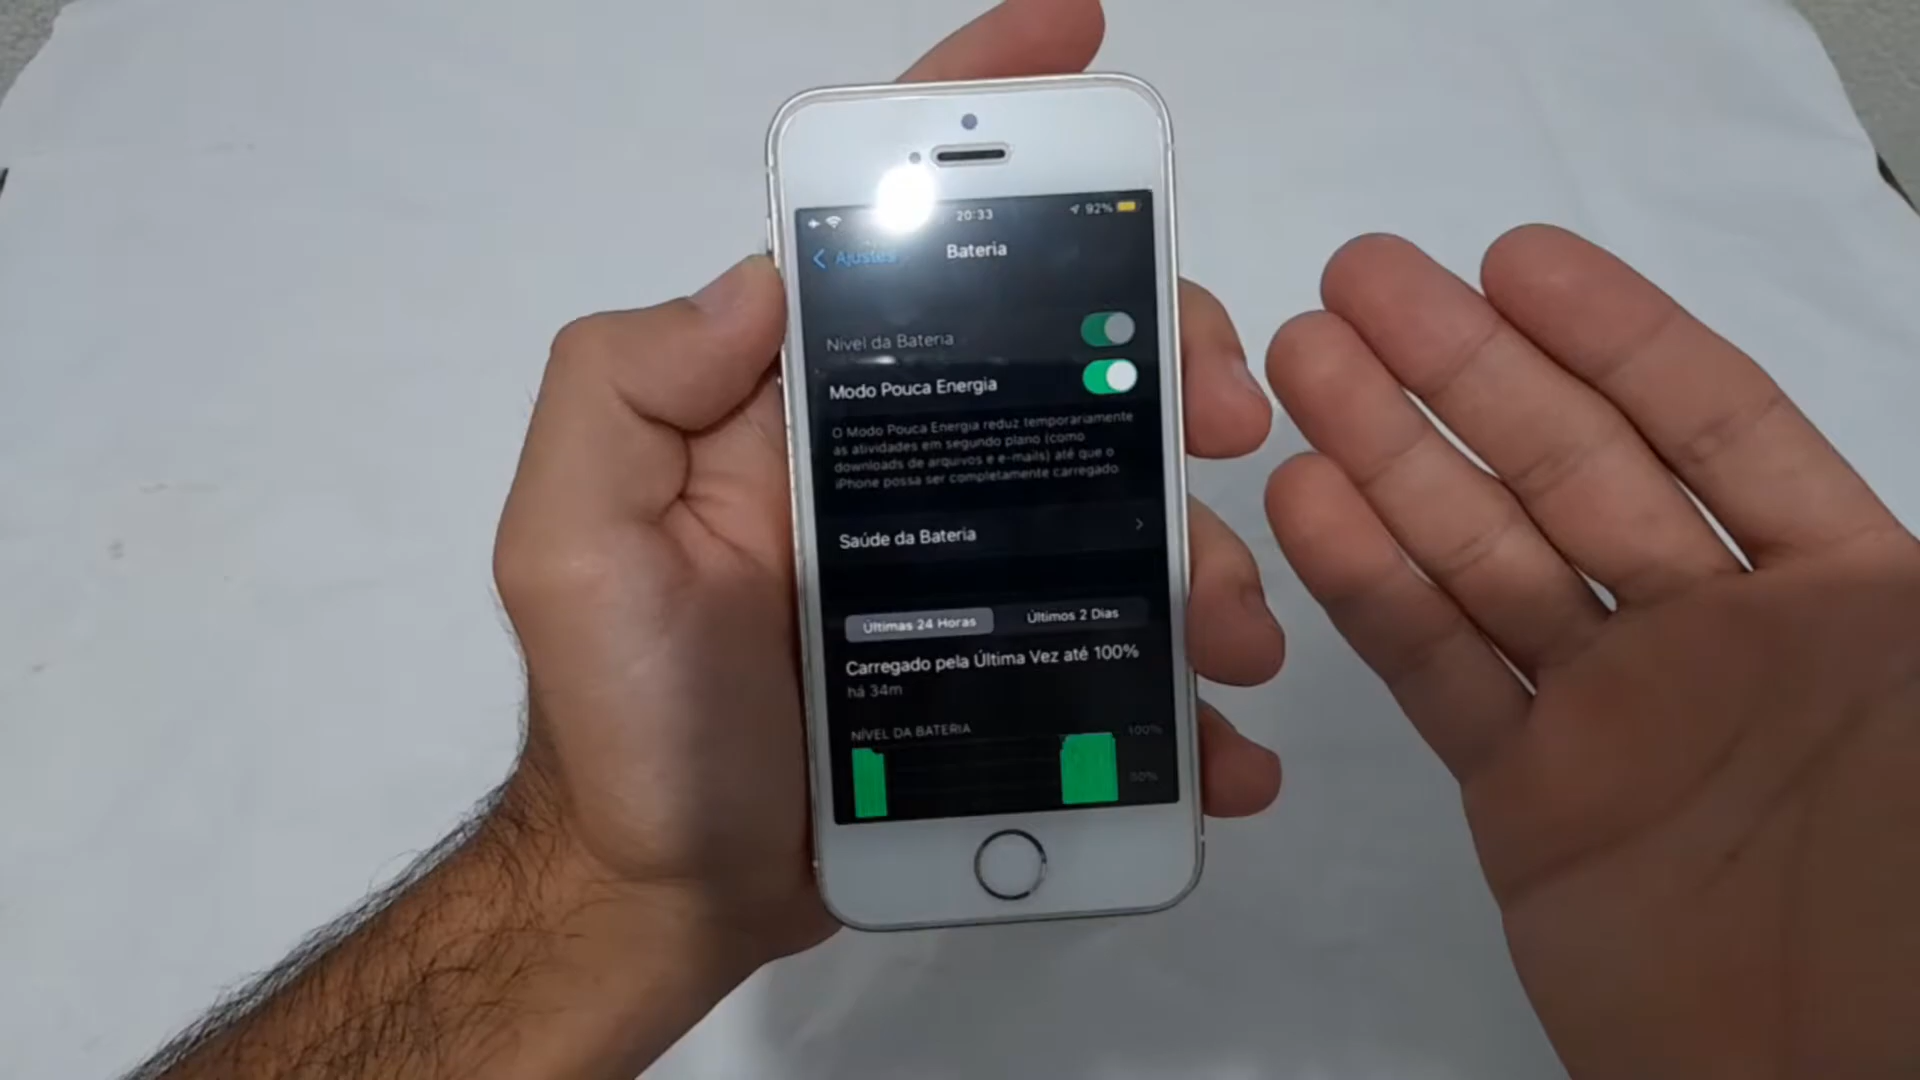 20:33
92%
Ajustes
Bateria
Nível da Bateria
Modo Pouca Energia
O Modo Pouca Energia reduz temporariamente
as atividades em segundo plano (como
downloads de arquivos e e-mails) até que o
iPhone possa ser completamente carregado.
Saúde da Bateria
Últimas 24 Horas
Últimos 2 Dias
Carregado pela Última Vez até 100%
há 34m
NÍVEL DA BATERIA
100%
50%